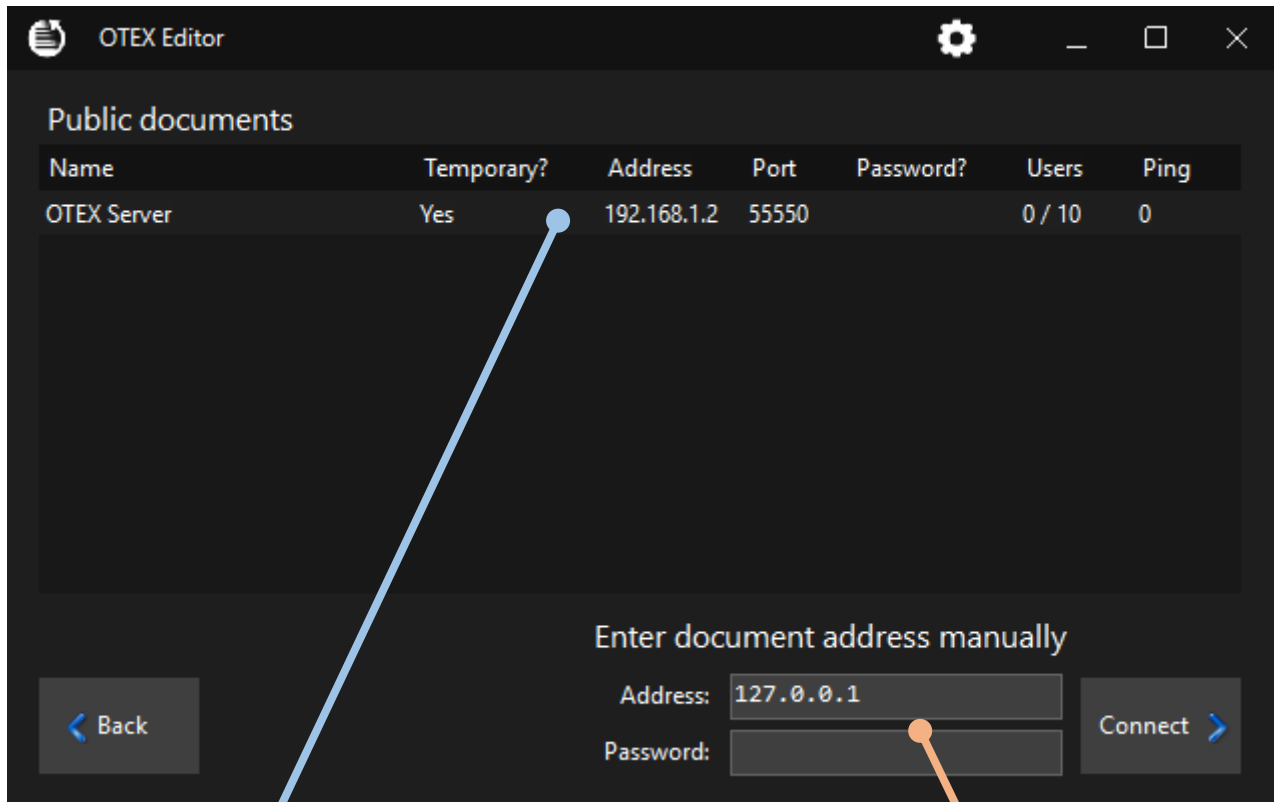 OTEX Editor
Public documents
Name Temporary? Address Port Password? Users Ping
OTEX Server Yes 192.168.1.2 55550 0 / 10 0
Enter document address manually
Address: 127.0.0.1
Back Connect
Password: